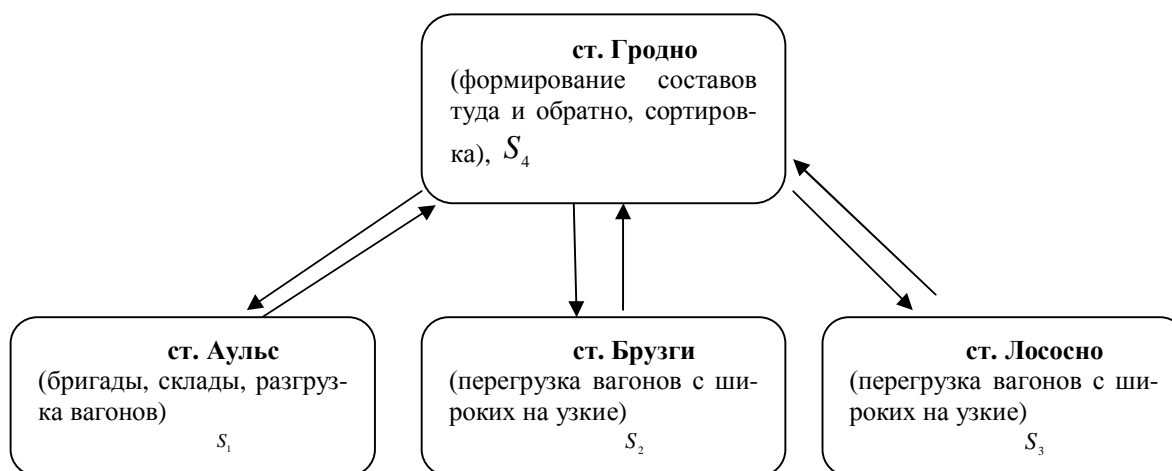 ст. Гродно
(формирование составов
туда и обратно, сортиров-
ка), S₄
ст. Аульс
(бригады, склады, разгруз-
ка вагонов)
S₁
ст. Брузги
(перегрузка вагонов с ши-
роких на узкие)
S₂
ст. Лососно
(перегрузка вагонов с ши-
роких на узкие)
S₃